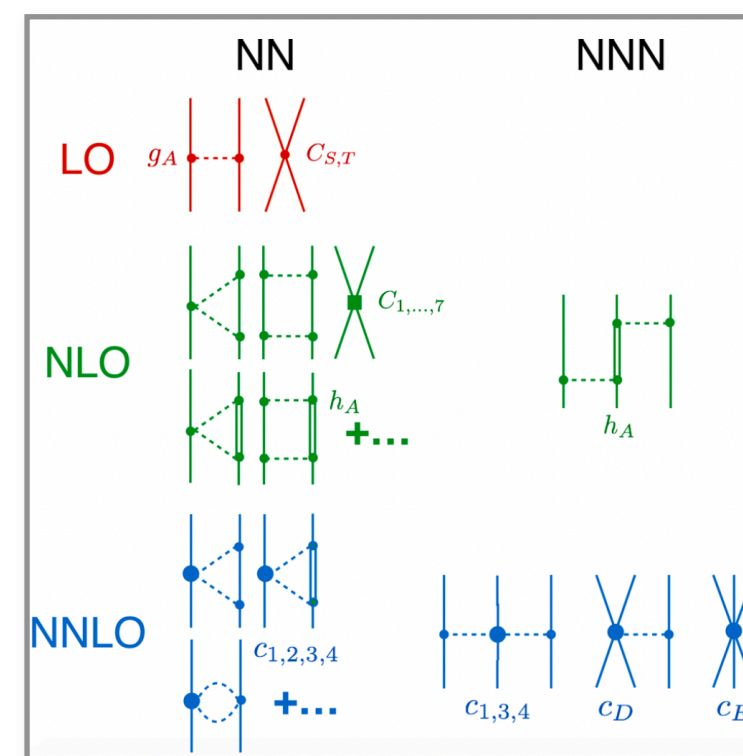 NN NNN
LO g_A C_{S,T}
C_{1,...,7}
NLO
h_A +... h_A
NNLO c_{1,2,3,4}
+... c_{1,3,4} c_D